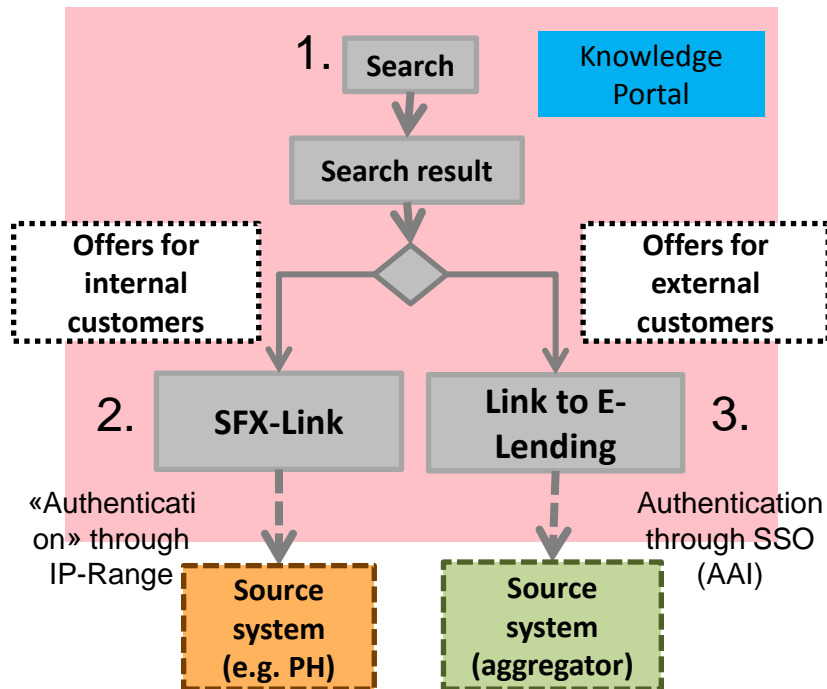 1.
Search
Knowledge
Portal
Search result
Offers for
internal
customers
Offers for
external
customers
2.
SFX-Link
Link to E-
Lending
3.
«Authenticati
on» through
IP-Range
Authentication
through SSO
(AAI)
Source
system
(e.g. PH)
Source
system
(aggregator)